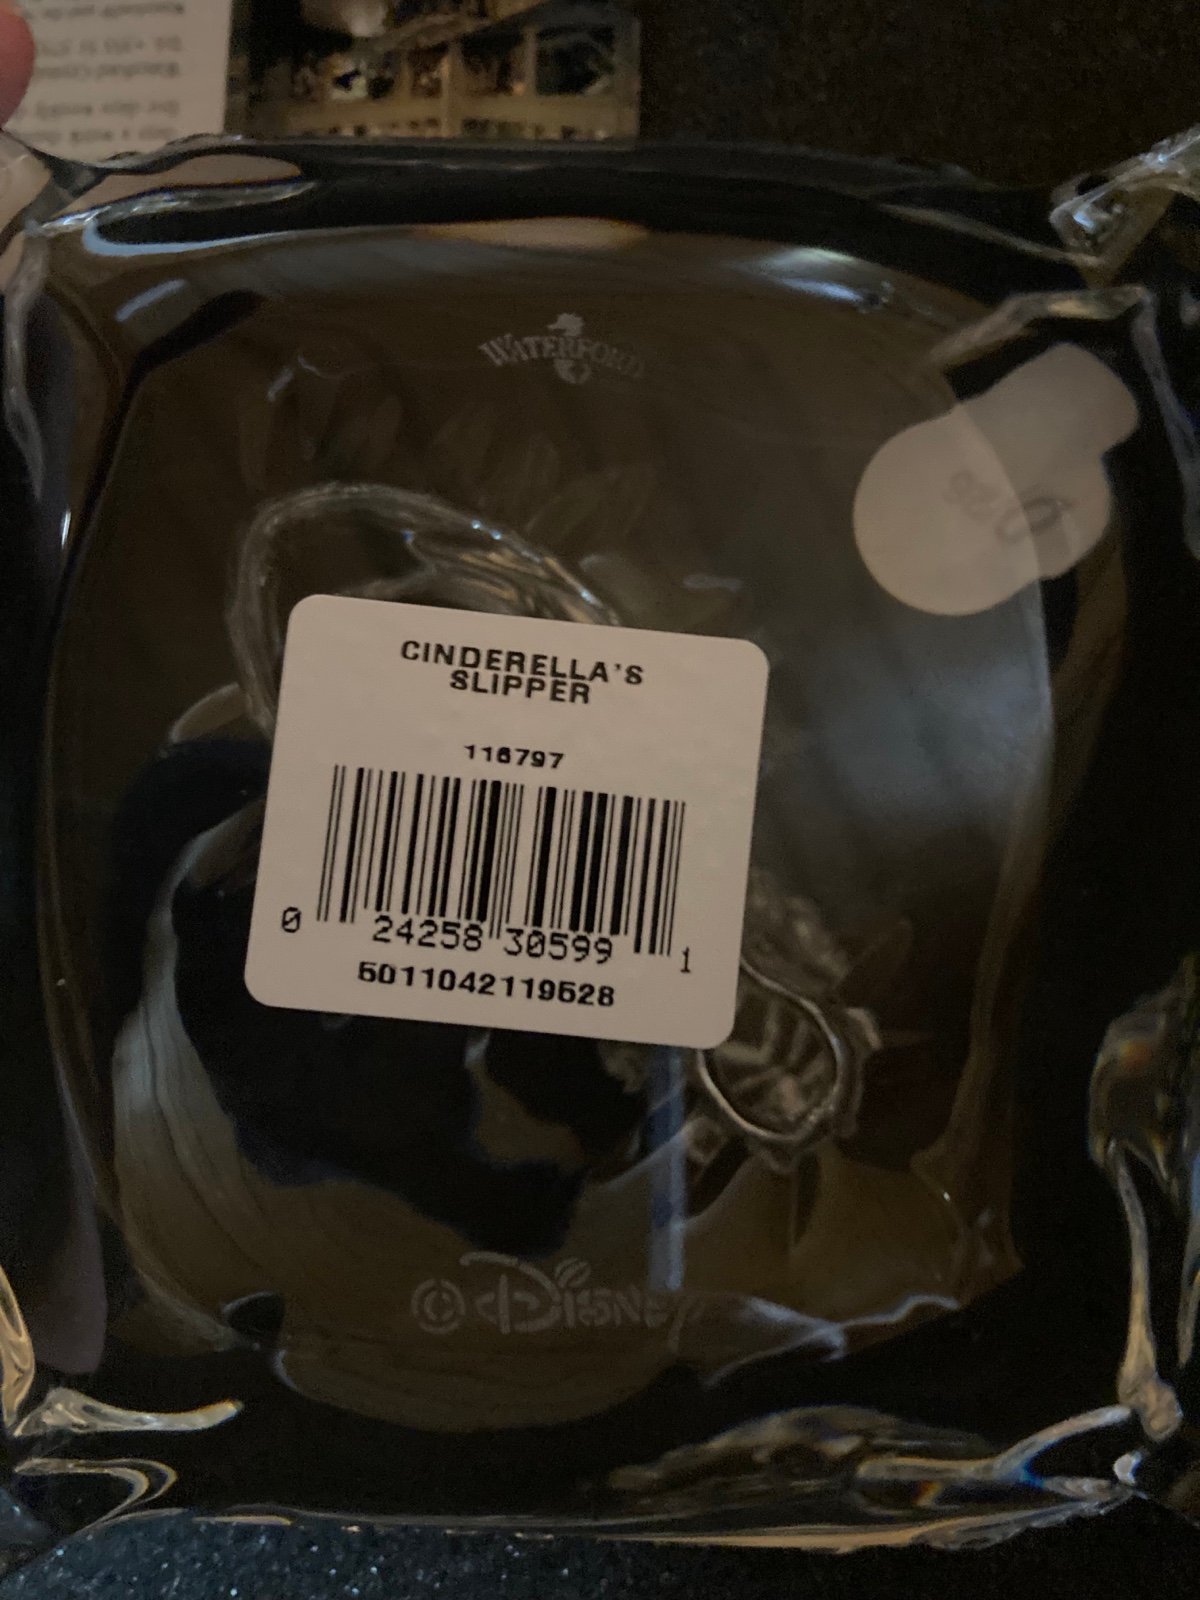 WATERFORD
CINDERELLA'S
SLIPPER
116797
0 24258 30599 1
5011042119528
© Disney